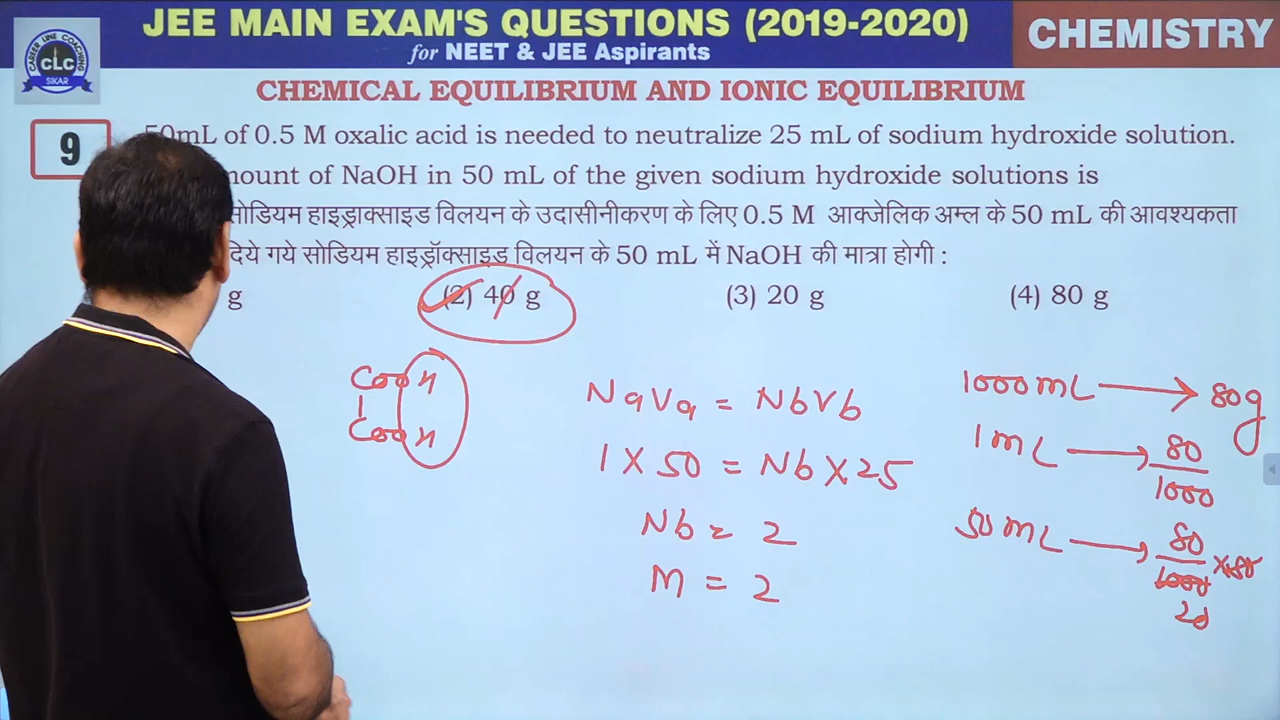 JEE MAIN EXAM'S QUESTIONS (2019-2020)
for NEET & JEE Aspirants
CHEMISTRY
CAREER LINE COACHING
CLC
SIKAR
CHEMICAL EQUILIBRIUM AND IONIC EQUILIBRIUM
9
50mL of 0.5 M oxalic acid is needed to neutralize 25 mL of sodium hydroxide solution.
mount of NaOH in 50 mL of the given sodium hydroxide solutions is
सोडियम हाइड्राक्साइड विलयन के उदासीनीकरण के लिए 0.5 M आक्जेलिक अम्ल के 50 mL की आवश्यकता
दिये गये सोडियम हाइड्रॉक्साइड विलयन के 50 mL में NaOH की मात्रा होगी :
g (2) 40 g (3) 20 g (4) 80 g
COOH
COOH
NaVa = NbVb
1 X 50 = Nb X 25
Nb = 2
M = 2
1000 mL → 80g
1 mL → 80
1000
50 mL → 80
1000
20